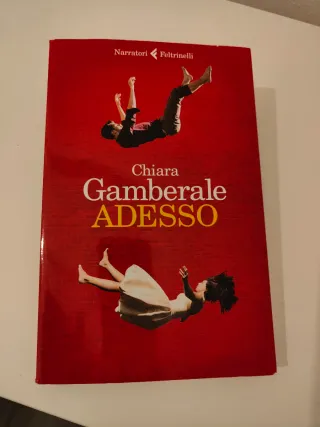 Narratori Feltrinelli
Chiara
Gamberale
ADESSO